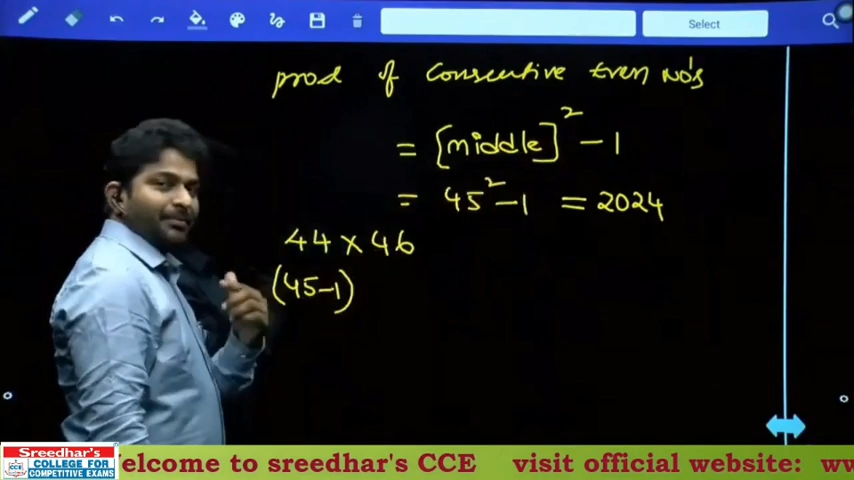 Select
prod of Consecutive Even No's
= [middle]² - 1
= 45² - 1 = 2024
44 x 46
(45-1)
Sreedhar's
CCE
COLLEGE FOR
COMPETITIVE EXAMS
elcome to sreedhar's CCE visit official website: ww